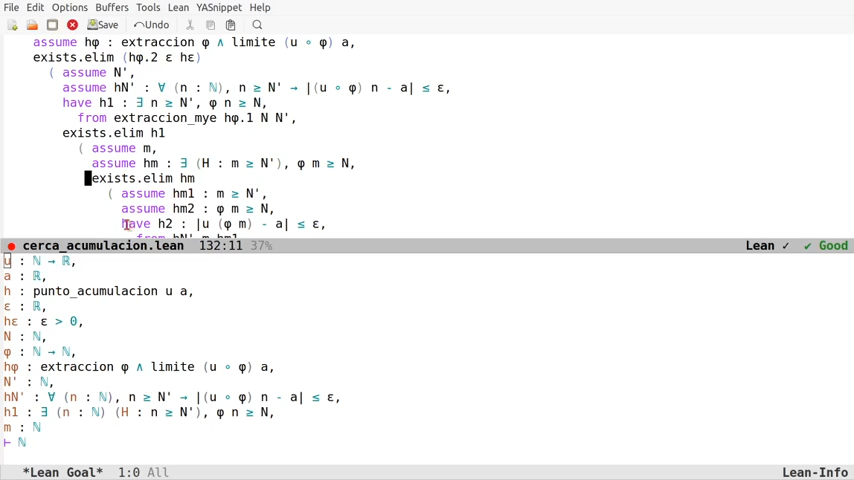 File Edit Options Buffers Tools Lean YASnippet Help
Save Undo
assume hφ : extraccion φ ∧ limite (u ∘ φ) a,
exists.elim (hφ.2 ε hε)
( assume N',
assume hN' : ∀ (n : ℕ), n ≥ N' → |(u ∘ φ) n - a| ≤ ε,
have h1 : ∃ n ≥ N', φ n ≥ N,
from extraccion_mye hφ.1 N N',
exists.elim h1
( assume m,
assume hm : ∃ (H : m ≥ N'), φ m ≥ N,
exists.elim hm
( assume hm1 : m ≥ N',
assume hm2 : φ m ≥ N,
have h2 : |u (φ m) - a| ≤ ε,
from hN' m hm1
cerca_acumulacion.lean 132:11 37% Lean ✓ ✔ Good
u : ℕ → ℝ,
a : ℝ,
h : punto_acumulacion u a,
ε : ℝ,
hε : ε > 0,
N : ℕ,
φ : ℕ → ℕ,
hφ : extraccion φ ∧ limite (u ∘ φ) a,
N' : ℕ,
hN' : ∀ (n : ℕ), n ≥ N' → |(u ∘ φ) n - a| ≤ ε,
h1 : ∃ (n : ℕ) (H : n ≥ N'), φ n ≥ N,
m : ℕ
⊢ ℕ
*Lean Goal* 1:0 All Lean-Info